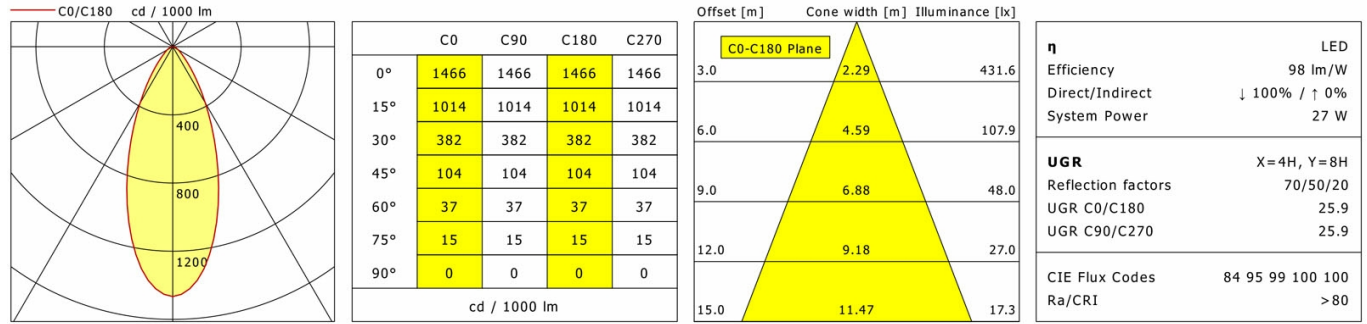 C0/C180 cd / 1000 lm
400
800
1200
C0 C90 C180 C270
0° 1466 1466 1466 1466
15° 1014 1014 1014 1014
30° 382 382 382 382
45° 104 104 104 104
60° 37 37 37 37
75° 15 15 15 15
90° 0 0 0 0
cd / 1000 lm
Offset [m] Cone width [m] Illuminance [lx]
C0-C180 Plane
3.0 2.29 431.6
6.0 4.59 107.9
9.0 6.88 48.0
12.0 9.18 27.0
15.0 11.47 17.3
η LED
Efficiency 98 lm/W
Direct/Indirect ↓ 100% / ↑ 0%
System Power 27 W
UGR X=4H, Y=8H
Reflection factors 70/50/20
UGR C0/C180 25.9
UGR C90/C270 25.9
CIE Flux Codes 84 95 99 100 100
Ra/CRI >80